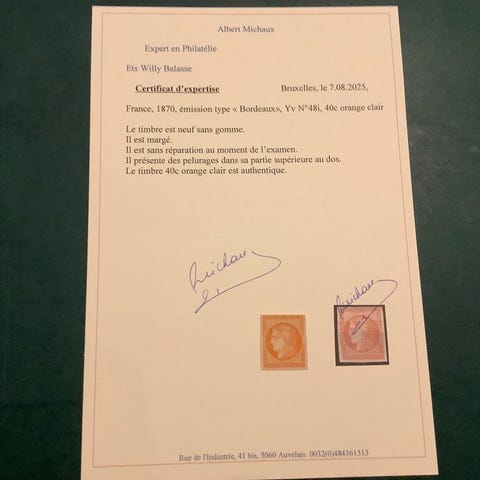 Albert Michaux
Expert en Philatélie
Ets Willy Balasse
Certificat d'expertise Bruxelles, le 7.08.2025,
France, 1870, émission type « Bordeaux», Yv N°48i, 40c orange clair
Le timbre est neuf sans gomme.
Il est margé.
Il est sans réparation au moment de l'examen.
Il présente des pelurages dans sa partie supérieure au dos.
Le timbre 40c orange clair est authentique.
Michaux
Michaux
Rue de l'Industrie, 41 bis, 5060 Auvelais. 0032(0)484361313